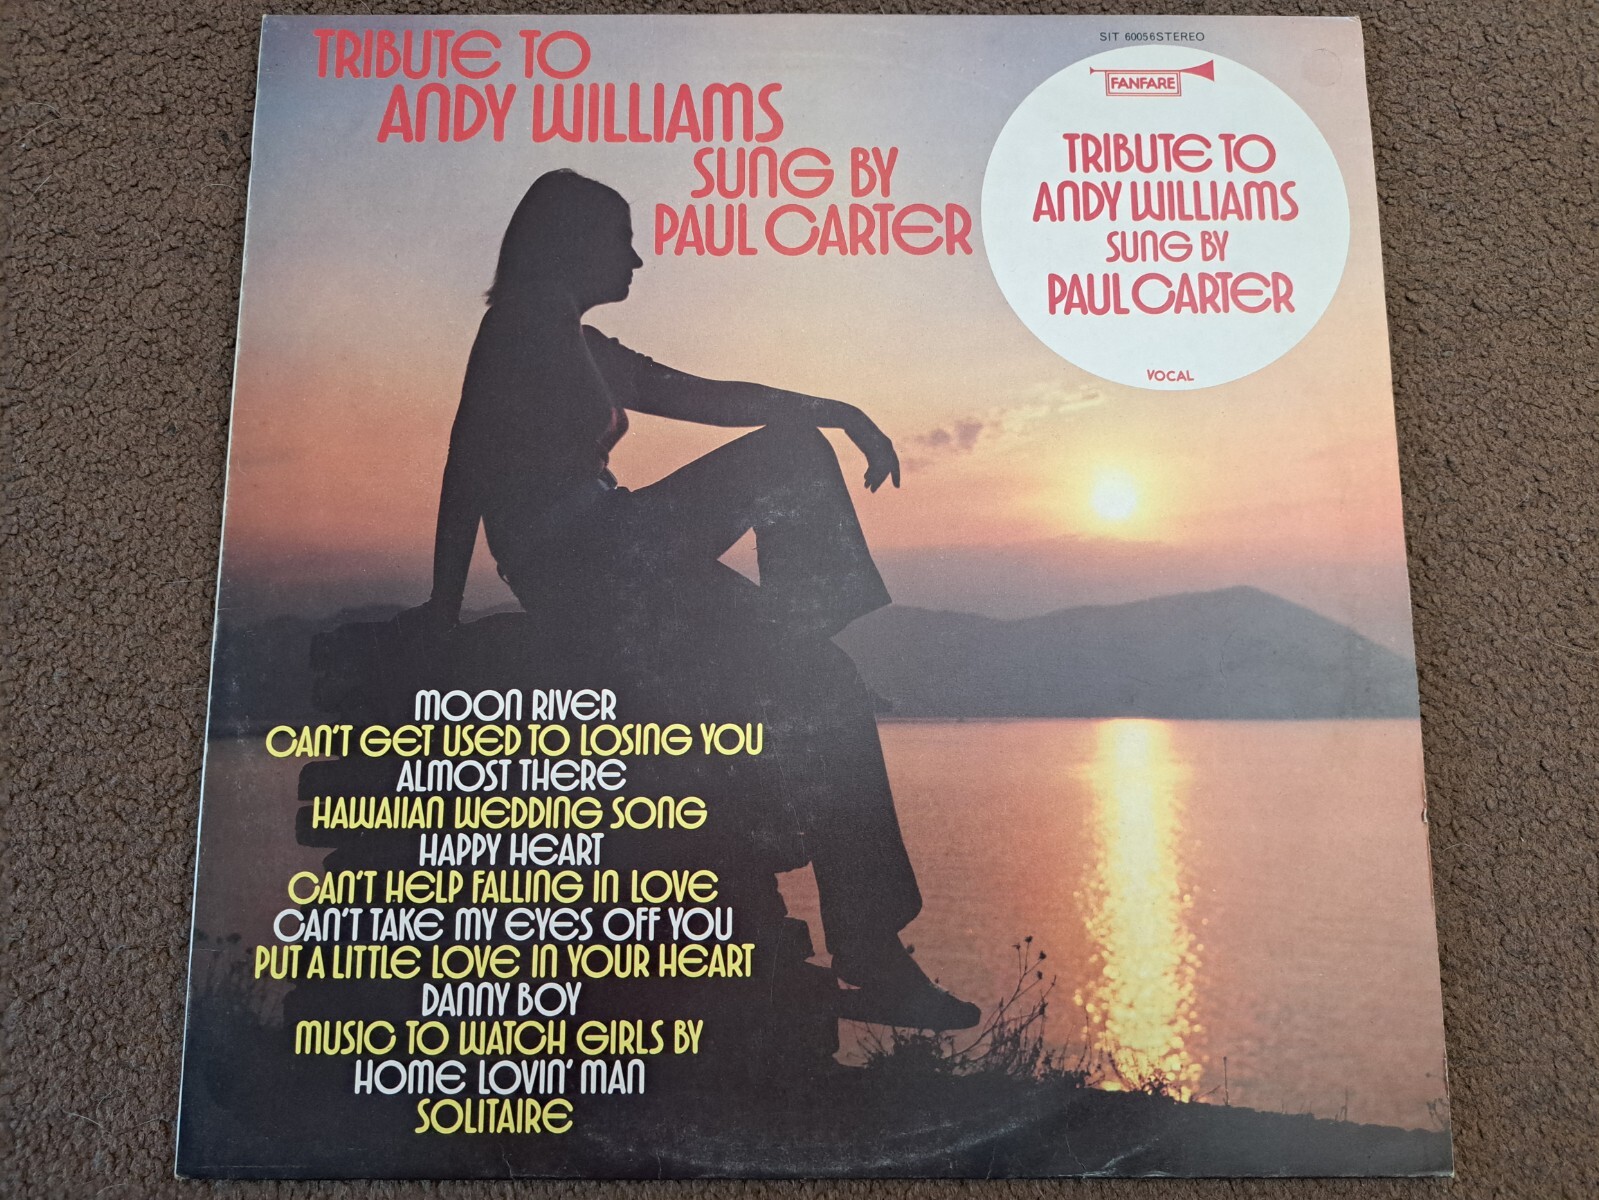 TRIBUTE TO
ANDY WILLIAMS
SUNG BY
PAUL CARTER
SIT 60056 STEREO
FANFARE
TRIBUTE TO
ANDY WILLIAMS
SUNG BY
PAUL CARTER
VOCAL
MOON RIVER
CAN'T GET USED TO LOSING YOU
ALMOST THERE
HAWAIIAN WEDDING SONG
HAPPY HEART
CAN'T HELP FALLING IN LOVE
CAN'T TAKE MY EYES OFF YOU
PUT A LITTLE LOVE IN YOUR HEART
DANNY BOY
MUSIC TO WATCH GIRLS BY
HOME LOVIN' MAN
SOLITAIRE